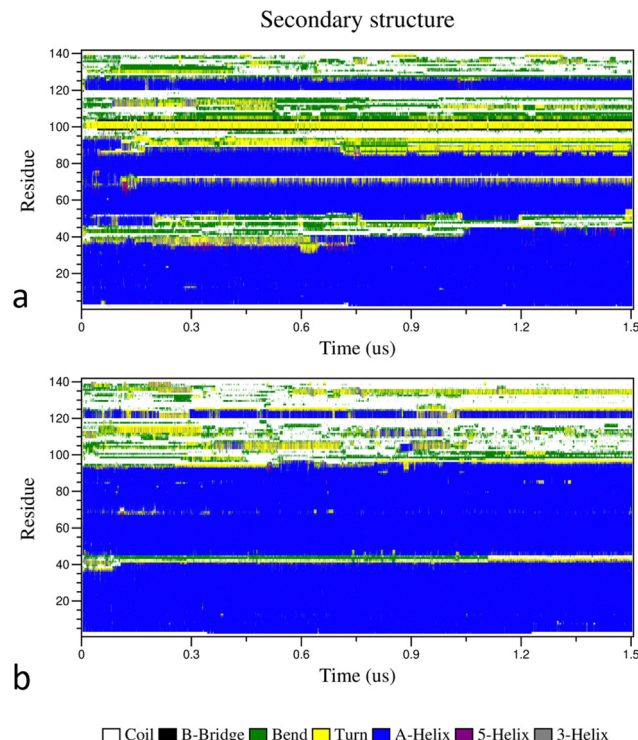 Secondary structure
140
120
100
80
60
40
20
Residue
a
0 0.3 0.6 0.9 1.2 1.5
Time (us)
140
120
100
80
60
40
20
Residue
b
0 0.3 0.6 0.9 1.2 1.5
Time (us)
Coil B-Bridge Bend Turn A-Helix 5-Helix 3-Helix